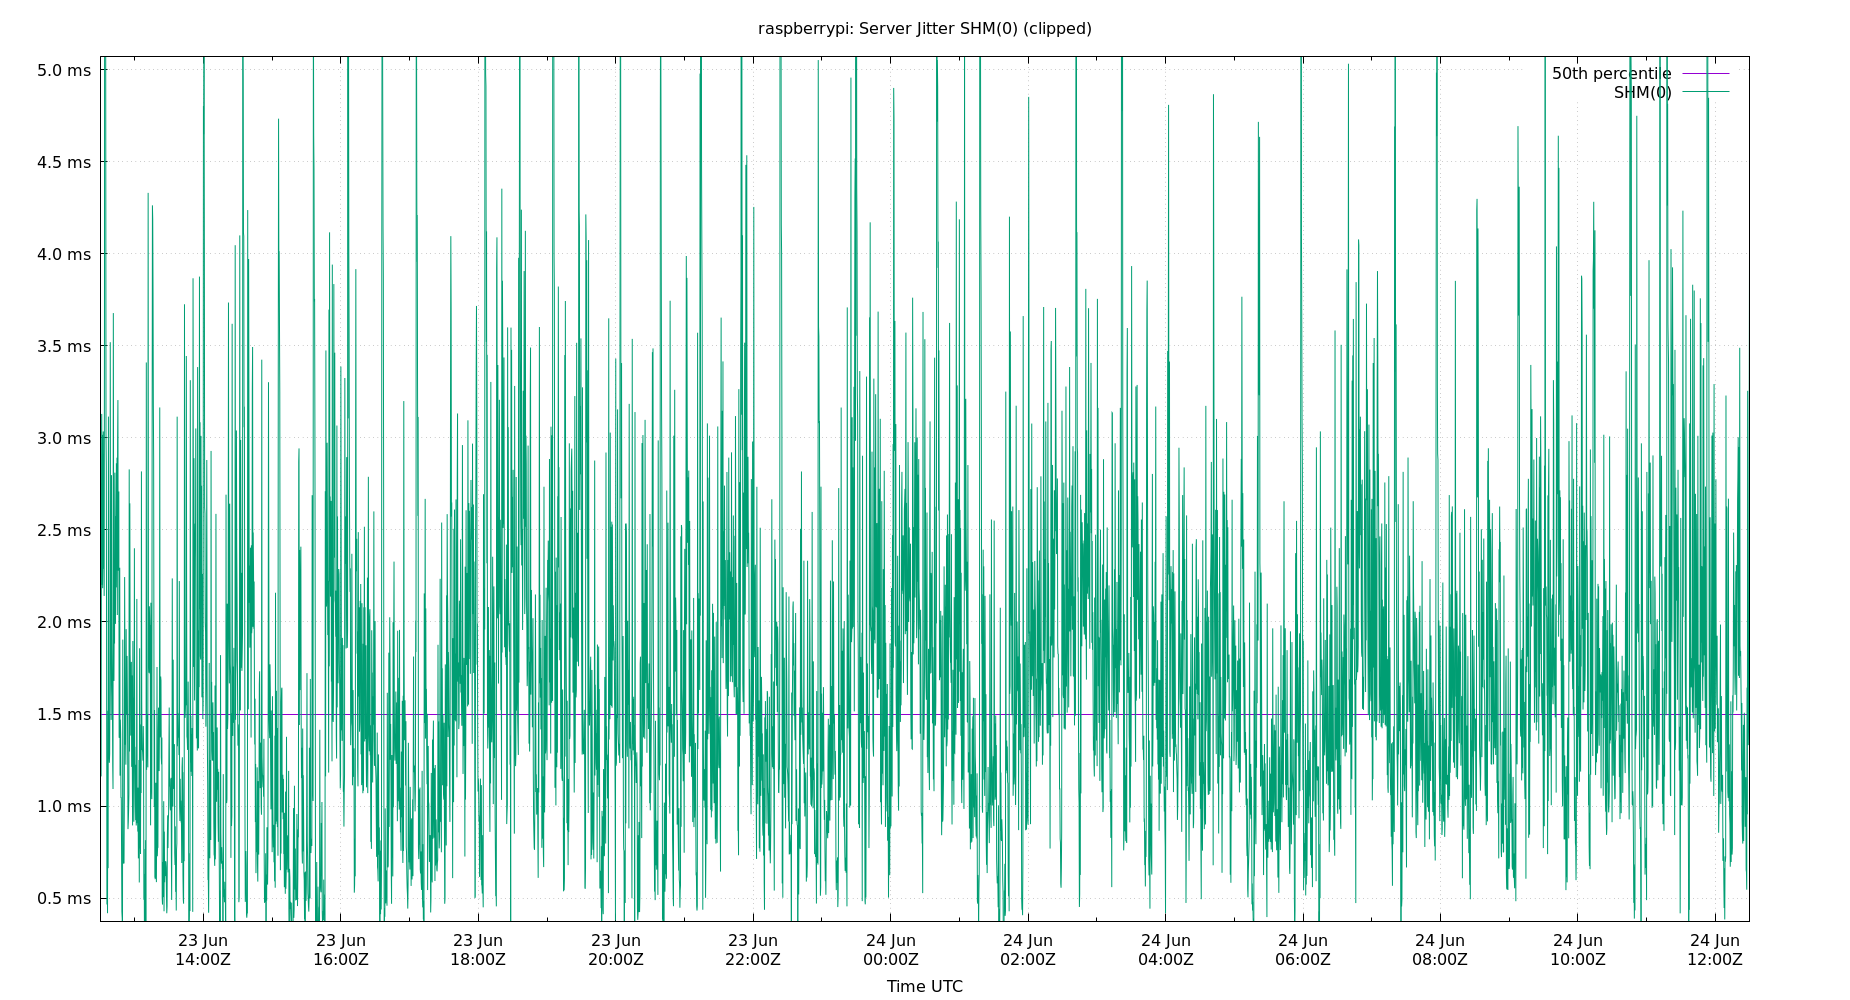 raspberrypi: Server Jitter SHM(0) (clipped)
5.0 ms
4.5 ms
4.0 ms
3.5 ms
3.0 ms
2.5 ms
2.0 ms
1.5 ms
1.0 ms
0.5 ms
50th percentile
SHM(0)
23 Jun 23 Jun 23 Jun 23 Jun 23 Jun 24 Jun 24 Jun 24 Jun 24 Jun 24 Jun 24 Jun 24 Jun
14:00Z 16:00Z 18:00Z 20:00Z 22:00Z 00:00Z 02:00Z 04:00Z 06:00Z 08:00Z 10:00Z 12:00Z
Time UTC